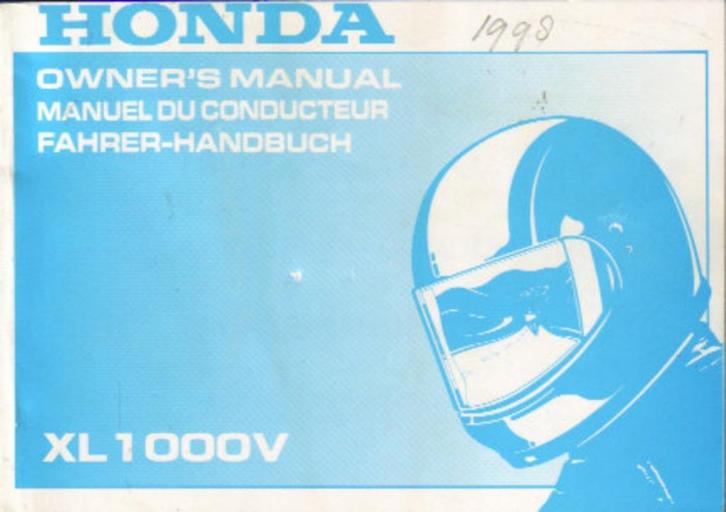 HONDA 1998
OWNER'S MANUAL
MANUEL DU CONDUCTEUR
FAHRER-HANDBUCH
XL1000V